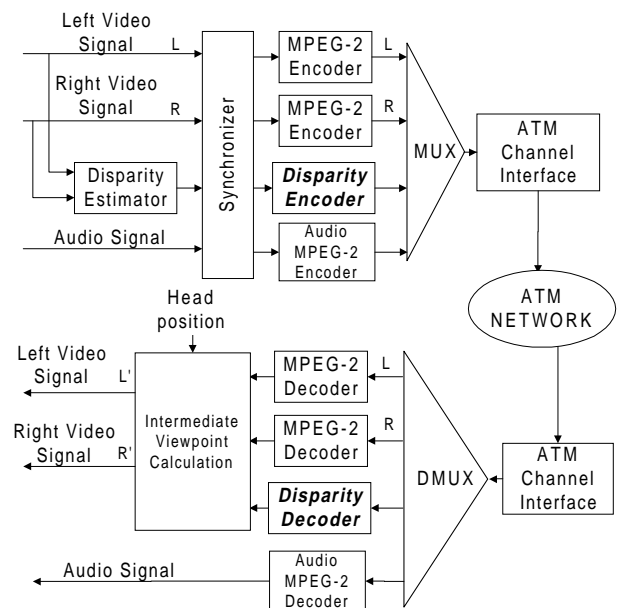 Left Video
Signal
L
Right Video
Signal
R
Disparity
Estimator
Audio Signal
Synchronizer
MPEG-2
Encoder
L
MPEG-2
Encoder
R
Disparity
Encoder
Audio
MPEG-2
Encoder
MUX
ATM
Channel
Interface
ATM
NETWORK
Head
position
Left Video
Signal
L'
Right Video
Signal
R'
Intermediate
Viewpoint
Calculation
MPEG-2
Decoder
L
MPEG-2
Decoder
R
Disparity
Decoder
Audio Signal
Audio
MPEG-2
Decoder
DMUX
ATM
Channel
Interface